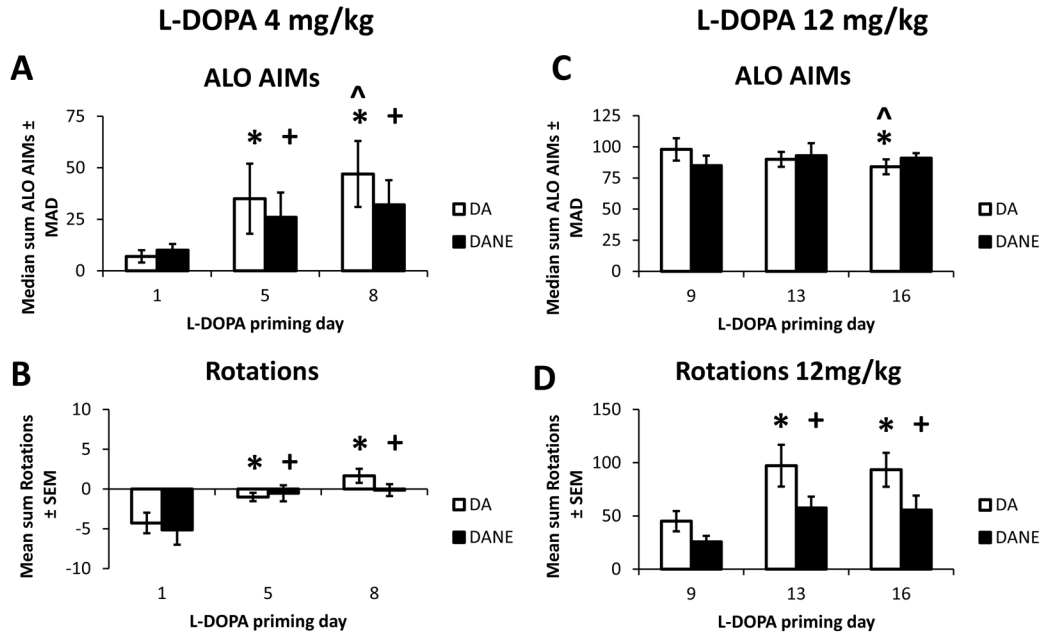 L-DOPA 4 mg/kg
L-DOPA 12 mg/kg
A
ALO AIMs
Median sum ALO AIMs ±
MAD
75
50
25
0
^
* + * +
1 5 8
L-DOPA priming day
DA
DANE
C
ALO AIMs
Median sum ALO AIMs ±
MAD
125
100
75
50
25
0
^
*
9 13 16
L-DOPA priming day
DA
DANE
B
Rotations
Mean sum Rotations
± SEM
10
5
0
-5
-10
* + * +
1 5 8
L-DOPA priming day
DA
DANE
D
Rotations 12mg/kg
Mean sum Rotations
± SEM
150
100
50
0
* + * +
9 13 16
L-DOPA priming day
DA
DANE